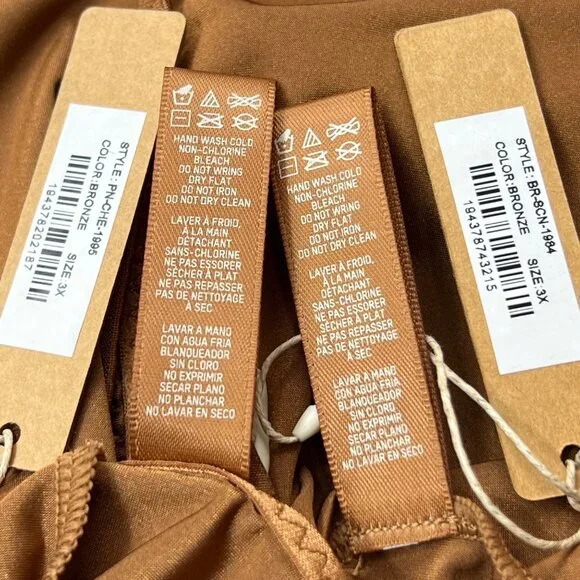 STYLE: PN-CHE-1995
COLOR:BRONZE
SIZE:3X
194378202187
HAND WASH COLD
NON-CHLORINE
BLEACH
DO NOT WRING
DRY FLAT
DO NOT IRON
DO NOT DRY CLEAN
LAVER À FROID
À LA MAIN
DÉTACHANT
SANS-CHLORINE
NE PAS ESSORER
SÉCHER À PLAT
NE PAS REPASSER
NE PAS DE NETTOYAGE
À SEC
LAVAR A MANO
CON AGUA FRIA
BLANQUEADOR
SIN CLORO
NO EXPRIMIR
SECAR PLANO
NO PLANCHAR
NO LAVAR EN SECO
HAND WASH COLD
NON-CHLORINE
BLEACH
DO NOT WRING
DRY FLAT
DO NOT IRON
DO NOT DRY CLEAN
LAVER À FROID,
À LA MAIN
DÉTACHANT
SANS-CHLORINE
NE PAS ESSORER
SÉCHER À PLAT
NE PAS REPASSER
NE PAS DE NETTOYAGE
À SEC
LAVAR A MANO
CON AGUA FRIA
BLANQUEADOR
SIN CLORO
NO EXPRIMIR
SECAR PLANO
NO PLANCHAR
NO LAVAR EN SECO
STYLE: BR-SCN-1984
COLOR:BRONZE
SIZE:3X
194378743215